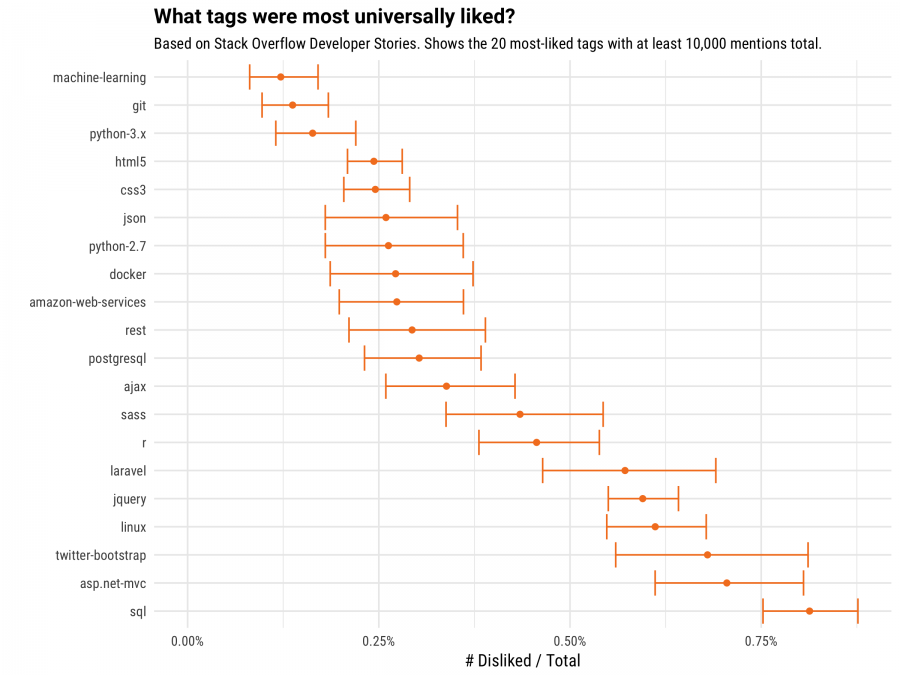 What tags were most universally liked?
Based on Stack Overflow Developer Stories. Shows the 20 most-liked tags with at least 10,000 mentions total.
machine-learning
git
python-3.x
html5
css3
json
python-2.7
docker
amazon-web-services
rest
postgresql
ajax
sass
r
laravel
jquery
linux
twitter-bootstrap
asp.net-mvc
sql
0.00% 0.25% 0.50% 0.75%
# Disliked / Total